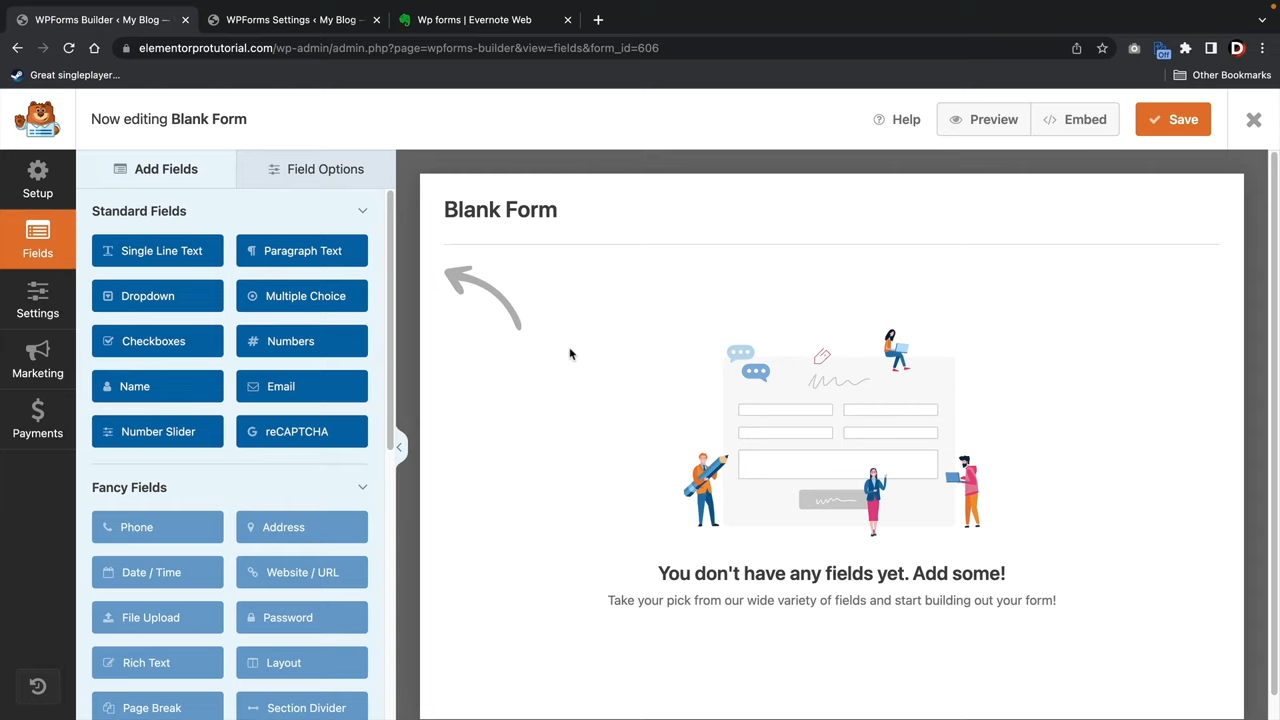 WPForms Builder ‹ My Blog —
WPForms Settings ‹ My Blog
Wp forms | Evernote Web
elementorprotutorial.com/wp-admin/admin.php?page=wpforms-builder&view=fields&form_id=606
Off
D
Great singleplayer...
Other Bookmarks
Now editing Blank Form
Help
Preview
Embed
Save
Setup
Fields
Settings
Marketing
Payments
Add Fields
Field Options
Standard Fields
Single Line Text
Paragraph Text
Dropdown
Multiple Choice
Checkboxes
Numbers
Name
Email
Number Slider
reCAPTCHA
Fancy Fields
Phone
Address
Date / Time
Website / URL
File Upload
Password
Rich Text
Layout
Page Break
Section Divider
Blank Form
You don't have any fields yet. Add some!
Take your pick from our wide variety of fields and start building out your form!